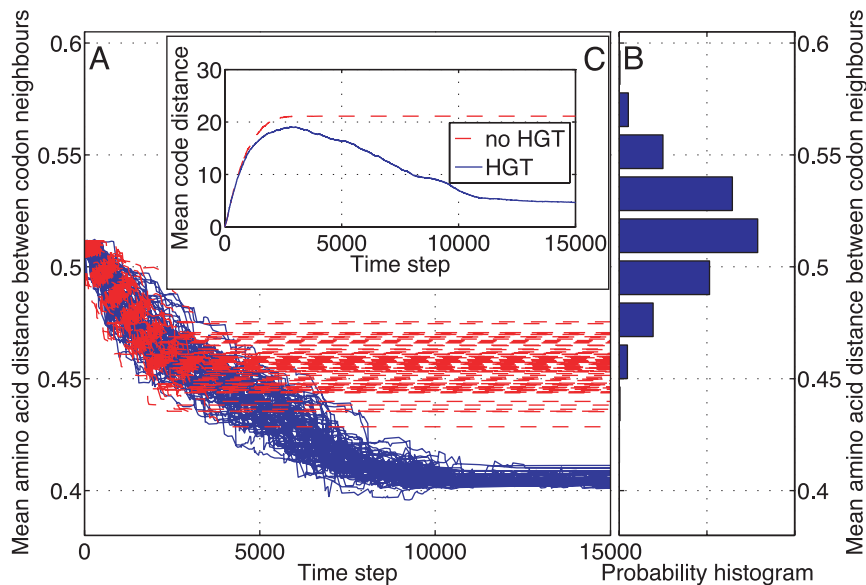 Mean amino acid distance between codon neighbours
0.6
0.55
0.5
0.45
0.4
A
C
Mean code distance
30
20
10
0
no HGT
HGT
0 5000 10000 15000
Time step
0 5000 10000 15000
Time step
B
0.6
0.55
0.5
0.45
0.4
0
Probability histogram
Mean amino acid distance between codon neighbours